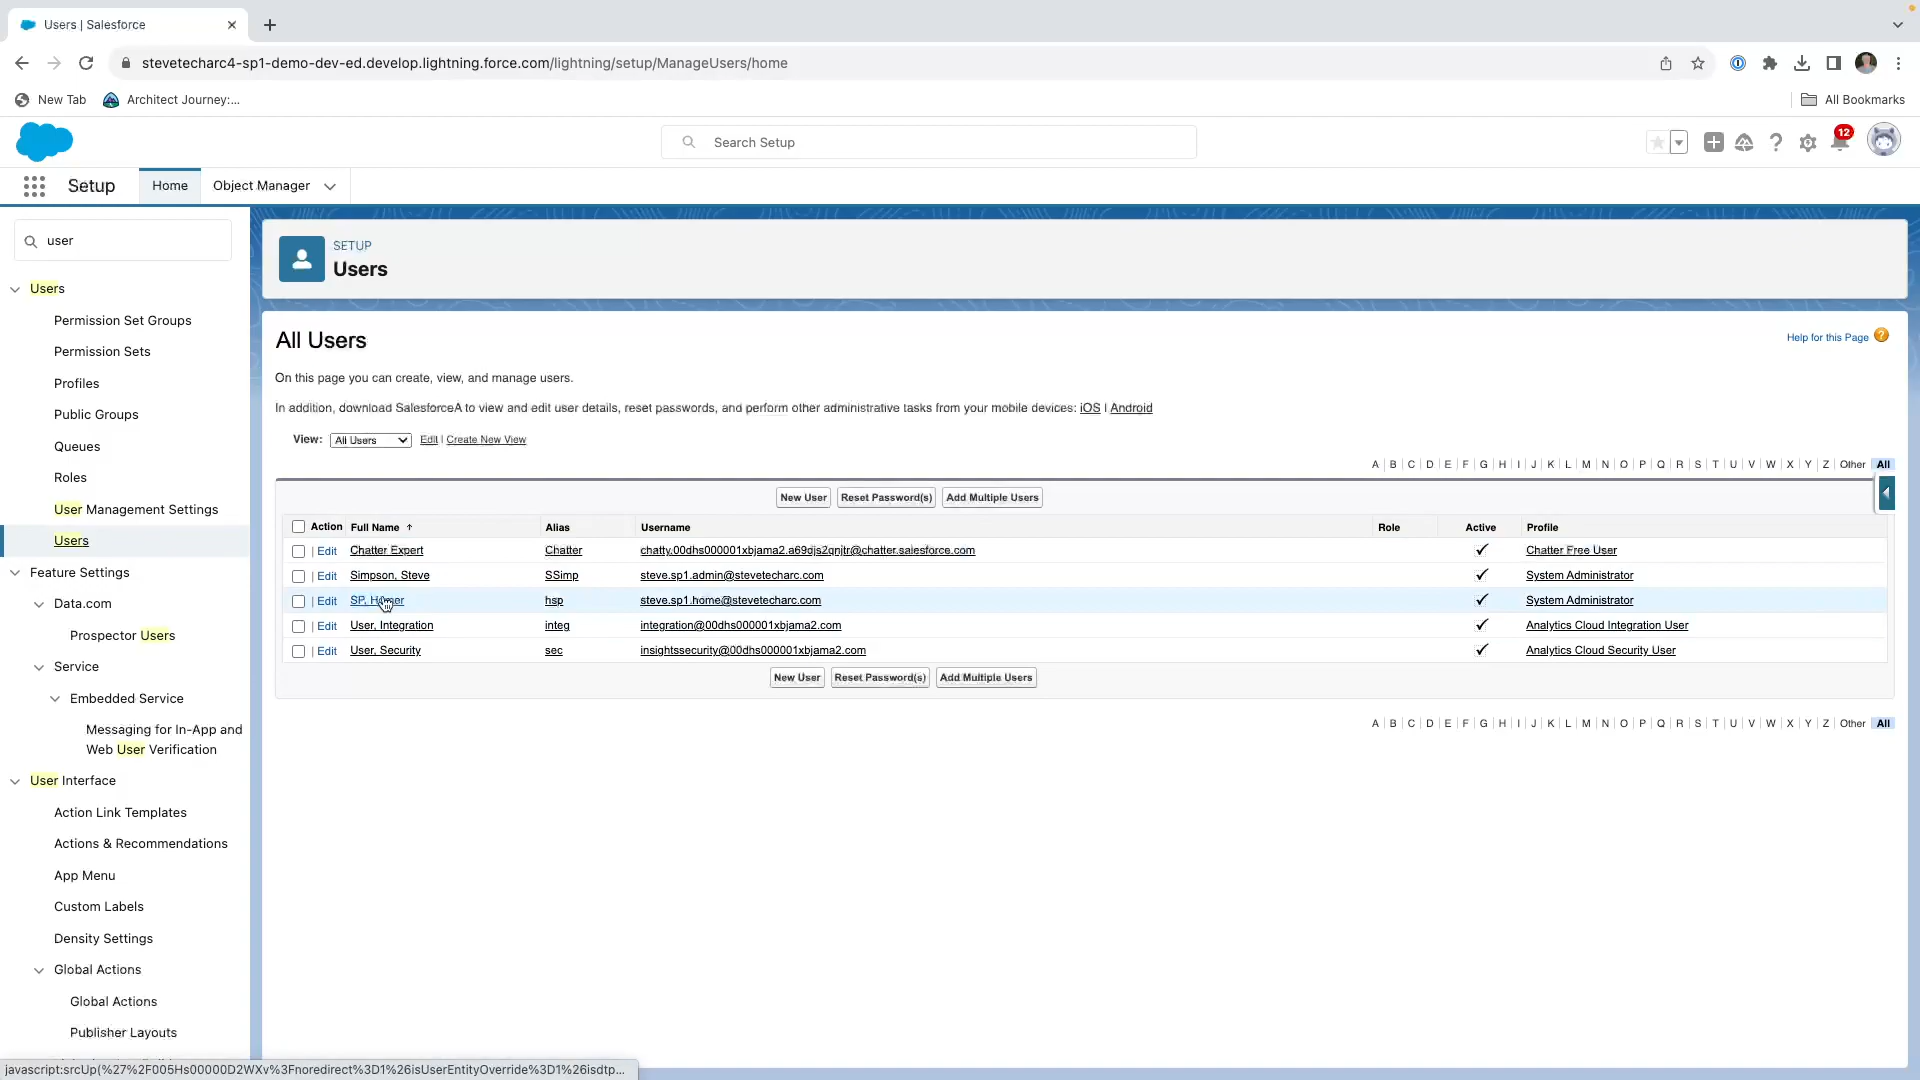 Users | Salesforce
stevetecharc4-sp1-demo-dev-ed.develop.lightning.force.com/lightning/setup/ManageUsers/home
New Tab
Architect Journey:...
All Bookmarks
Search Setup
12
Setup
Home
Object Manager
user
Users
Permission Set Groups
Permission Sets
Profiles
Public Groups
Queues
Roles
User Management Settings
Users
Feature Settings
Data.com
Prospector Users
Service
Embedded Service
Messaging for In-App and
Web User Verification
User Interface
Action Link Templates
Actions & Recommendations
App Menu
Custom Labels
Density Settings
Global Actions
Global Actions
Publisher Layouts
SETUP
Users
All Users
Help for this Page
On this page you can create, view, and manage users.
In addition, download SalesforceA to view and edit user details, reset passwords, and perform other administrative tasks from your mobile devices: iOS | Android
View: All Users Edit | Create New View
A | B | C | D | E | F | G | H | I | J | K | L | M | N | O | P | Q | R | S | T | U | V | W | X | Y | Z | Other All
New User Reset Password(s) Add Multiple Users
Action Full Name Alias Username Role Active Profile
| Edit Chatter Expert Chatter chatty.00dhs000001xbjama2.a69djs2qnjtr@chatter.salesforce.com Chatter Free User
| Edit Simpson, Steve SSimp steve.sp1.admin@stevetecharc.com System Administrator
| Edit SP, Homer hsp steve.sp1.home@stevetecharc.com System Administrator
| Edit User, Integration integ integration@00dhs000001xbjama2.com Analytics Cloud Integration User
| Edit User, Security sec insightssecurity@00dhs000001xbjama2.com Analytics Cloud Security User
New User Reset Password(s) Add Multiple Users
A | B | C | D | E | F | G | H | I | J | K | L | M | N | O | P | Q | R | S | T | U | V | W | X | Y | Z | Other All
javascript:srcUp(%27%2F005Hs00000D2WXv%3Fnoredirect%3D1%26isUserEntityOverride%3D1%26isdtp...